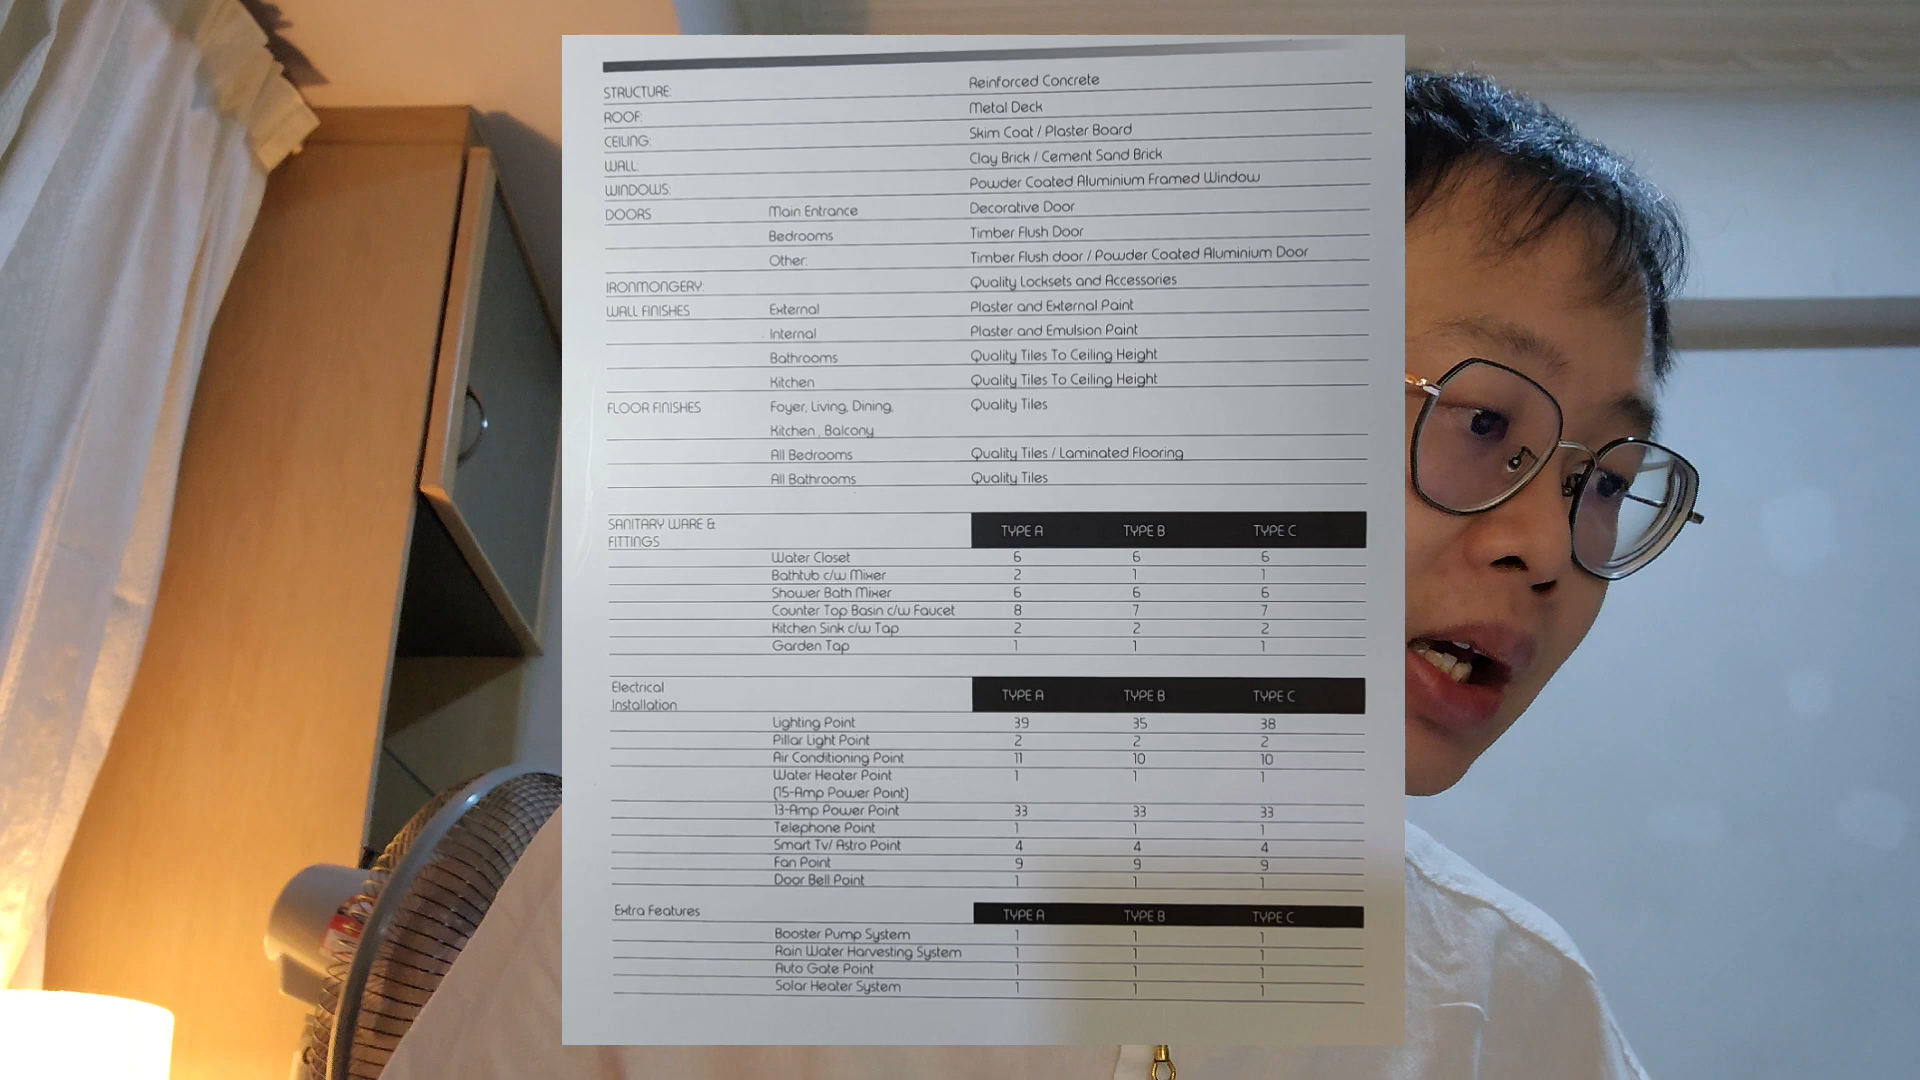 STRUCTURE: Reinforced Concrete
ROOF: Metal Deck
CEILING: Skim Coat / Plaster Board
WALL: Clay Brick / Cement Sand Brick
WINDOWS: Powder Coated Aluminium Framed Window
DOORS Main Entrance Decorative Door
Bedrooms Timber Flush Door
Other: Timber Flush door / Powder Coated Aluminium Door
IRONMONGERY: Quality Locksets and Accessories
WALL FINISHES External Plaster and External Paint
Internal Plaster and Emulsion Paint
Bathrooms Quality Tiles To Ceiling Height
Kitchen Quality Tiles To Ceiling Height
FLOOR FINISHES Foyer, Living, Dining, Quality Tiles
Kitchen , Balcony
All Bedrooms Quality Tiles / Laminated Flooring
All Bathrooms Quality Tiles
SANITARY WARE &
FITTINGS TYPE A TYPE B TYPE C
Water Closet 6 6 6
Bathtub c/w Mixer 2 1 1
Shower Bath Mixer 6 6 6
Counter Top Basin c/w Faucet 8 7 7
Kitchen Sink c/w Tap 2 2 2
Garden Tap 1 1 1
Electrical
Installation TYPE A TYPE B TYPE C
Lighting Point 39 35 38
Pillar Light Point 2 2 2
Air Conditioning Point 11 10 10
Water Heater Point 1 1 1
(15-Amp Power Point)
13-Amp Power Point 33 33 33
Telephone Point 1 1 1
Smart Tv/ Astro Point 4 4 4
Fan Point 9 9 9
Door Bell Point 1 1 1
Extra Features TYPE A TYPE B TYPE C
Booster Pump System 1 1 1
Rain Water Harvesting System 1 1 1
Auto Gate Point 1 1 1
Solar Heater System 1 1 1